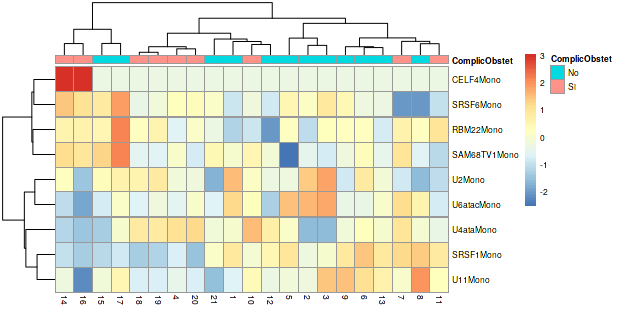 ComplicObstet
CELF4Mono
SRSF6Mono
RBM22Mono
SAM68TV1Mono
U2Mono
U6atacMono
U4ataMono
SRSF1Mono
U11Mono
14 16 15 17 18 19 4 20 21 1 10 12 5 2 3 9 6 13 7 8 11
3
2
1
0
-1
-2
ComplicObstet
No
SI